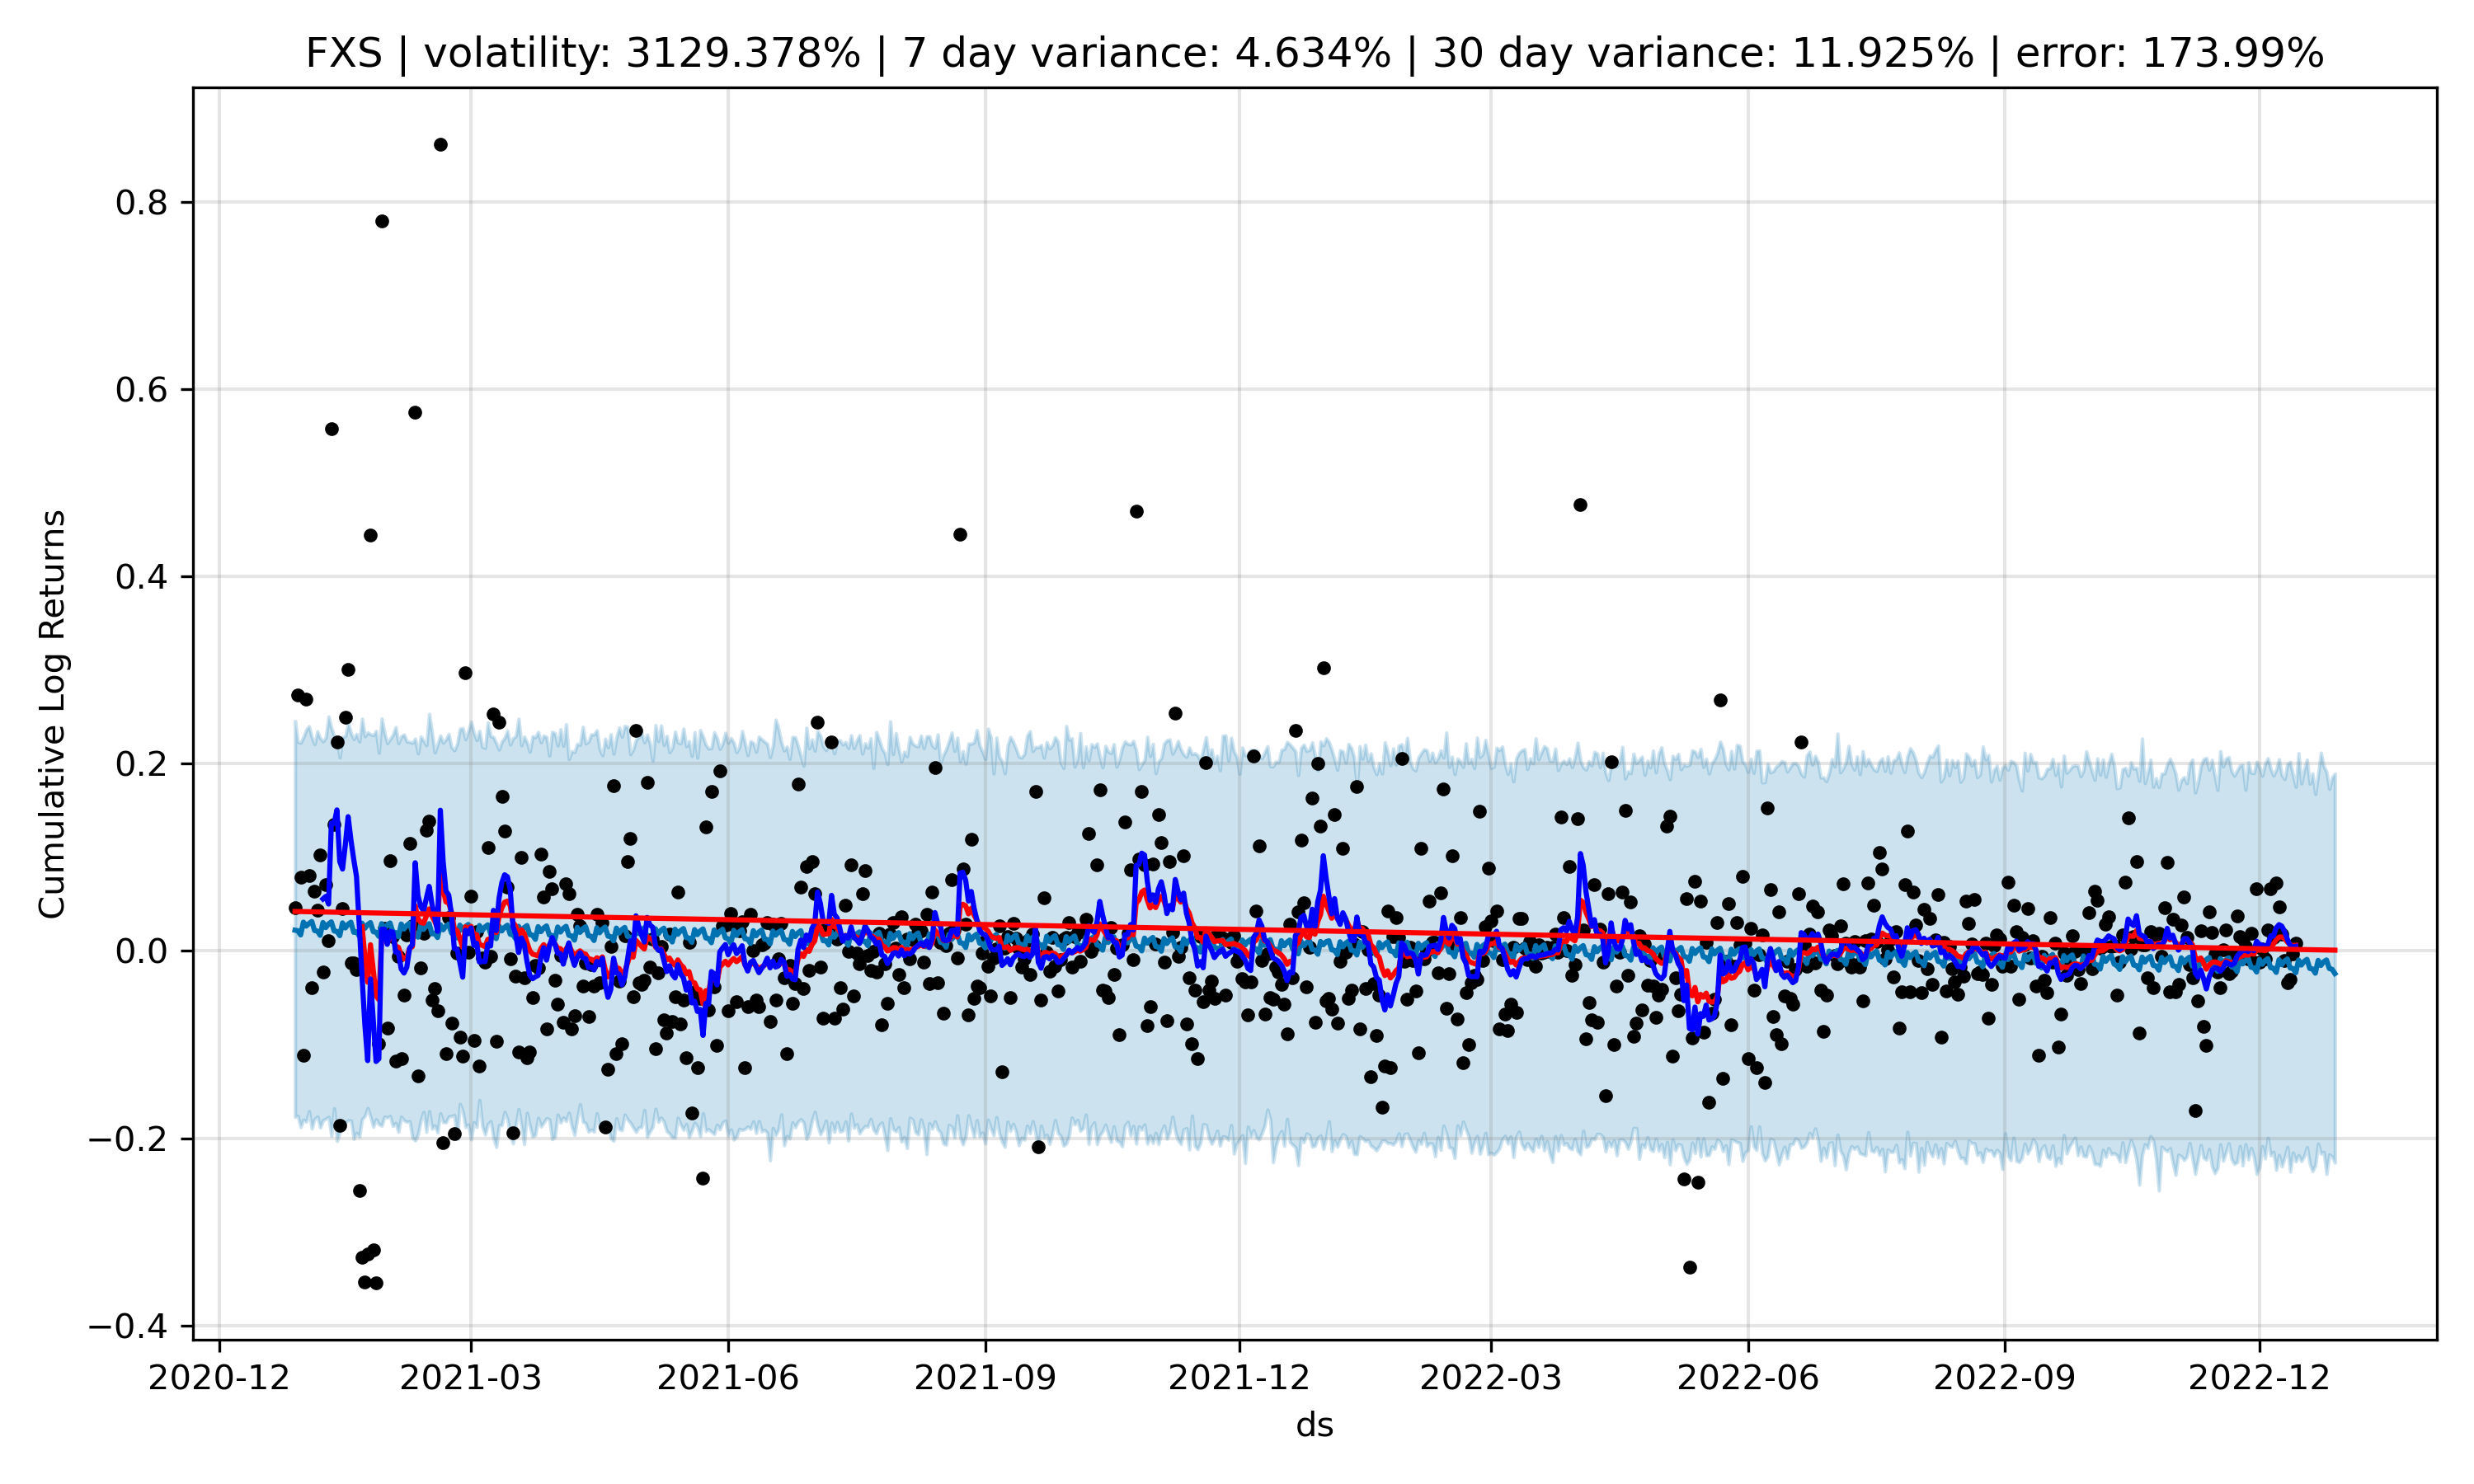 FXS | volatility: 3129.378% | 7 day variance: 4.634% | 30 day variance: 11.925% | error: 173.99%
Cumulative Log Returns
0.8
0.6
0.4
0.2
0.0
−0.2
−0.4
2020-12 2021-03 2021-06 2021-09 2021-12 2022-03 2022-06 2022-09 2022-12
ds